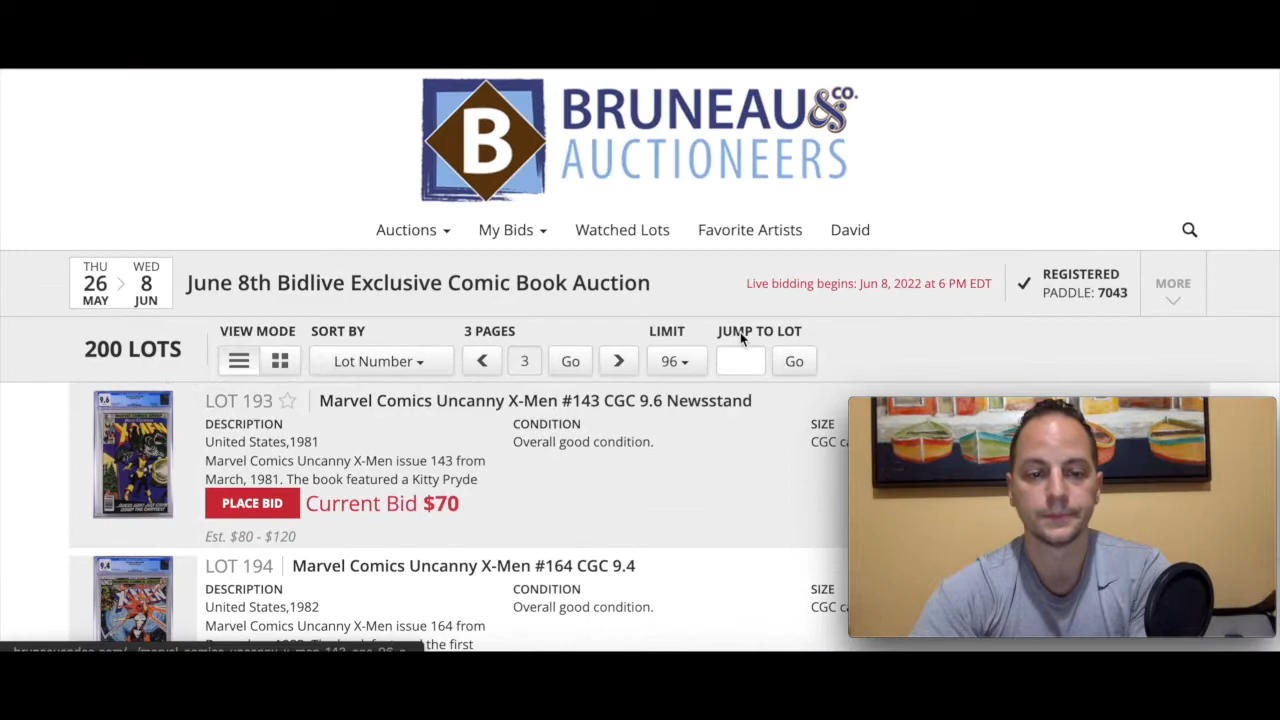 B
BRUNEAU & CO.
AUCTIONEERS
Auctions
My Bids
Watched Lots
Favorite Artists
David
THU
26
MAY
WED
8
JUN
June 8th Bidlive Exclusive Comic Book Auction
Live bidding begins: Jun 8, 2022 at 6 PM EDT
REGISTERED
PADDLE: 7043
MORE
200 LOTS
VIEW MODE
SORT BY
Lot Number
3 PAGES
3
Go
LIMIT
96
JUMP TO LOT
Go
LOT 193
Marvel Comics Uncanny X-Men #143 CGC 9.6 Newsstand
DESCRIPTION
United States,1981
Marvel Comics Uncanny X-Men issue 143 from
March, 1981. The book featured a Kitty Pryde
CONDITION
Overall good condition.
SIZE
CGC
PLACE BID
Current Bid $70
Est. $80 - $120
9.6
LOT 194
Marvel Comics Uncanny X-Men #164 CGC 9.4
DESCRIPTION
United States,1982
Marvel Comics Uncanny X-Men issue 164 from
the first
CONDITION
Overall good condition.
SIZE
CGC
9.4